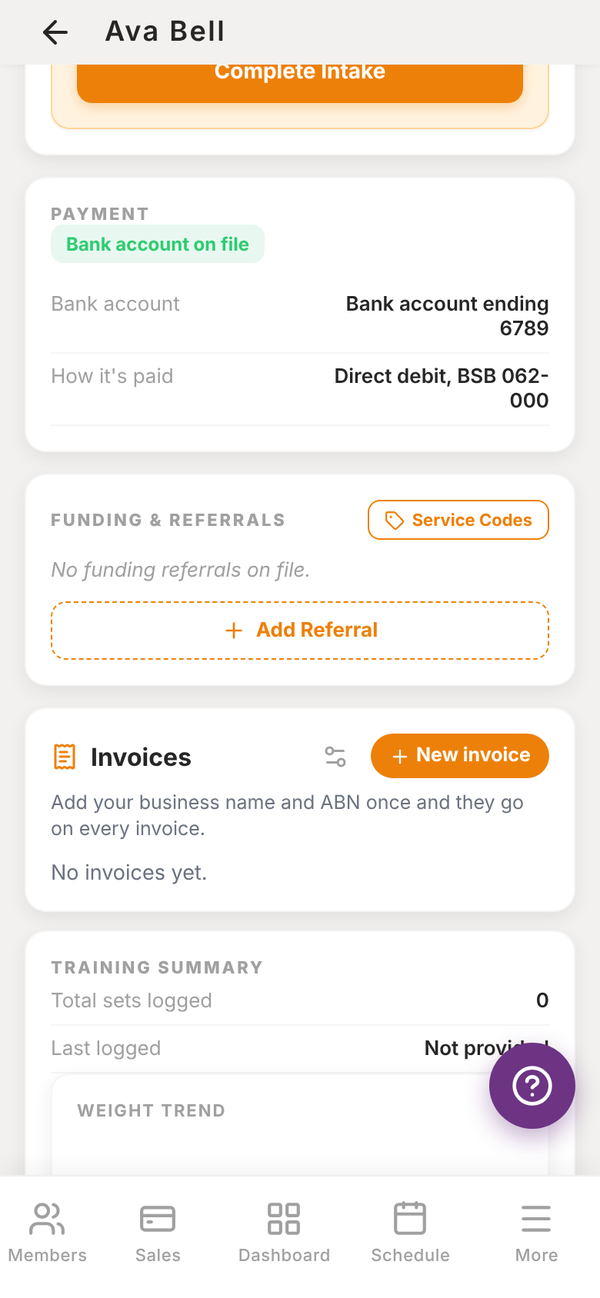 Ava Bell
Complete Intake
PAYMENT
Bank account on file
Bank account
Bank account ending
6789
How it's paid
Direct debit, BSB 062-
000
FUNDING & REFERRALS
Service Codes
No funding referrals on file.
+ Add Referral
Invoices
+ New invoice
Add your business name and ABN once and they go
on every invoice.
No invoices yet.
TRAINING SUMMARY
Total sets logged
0
Last logged
Not provided
WEIGHT TREND
Members
Sales
Dashboard
Schedule
More